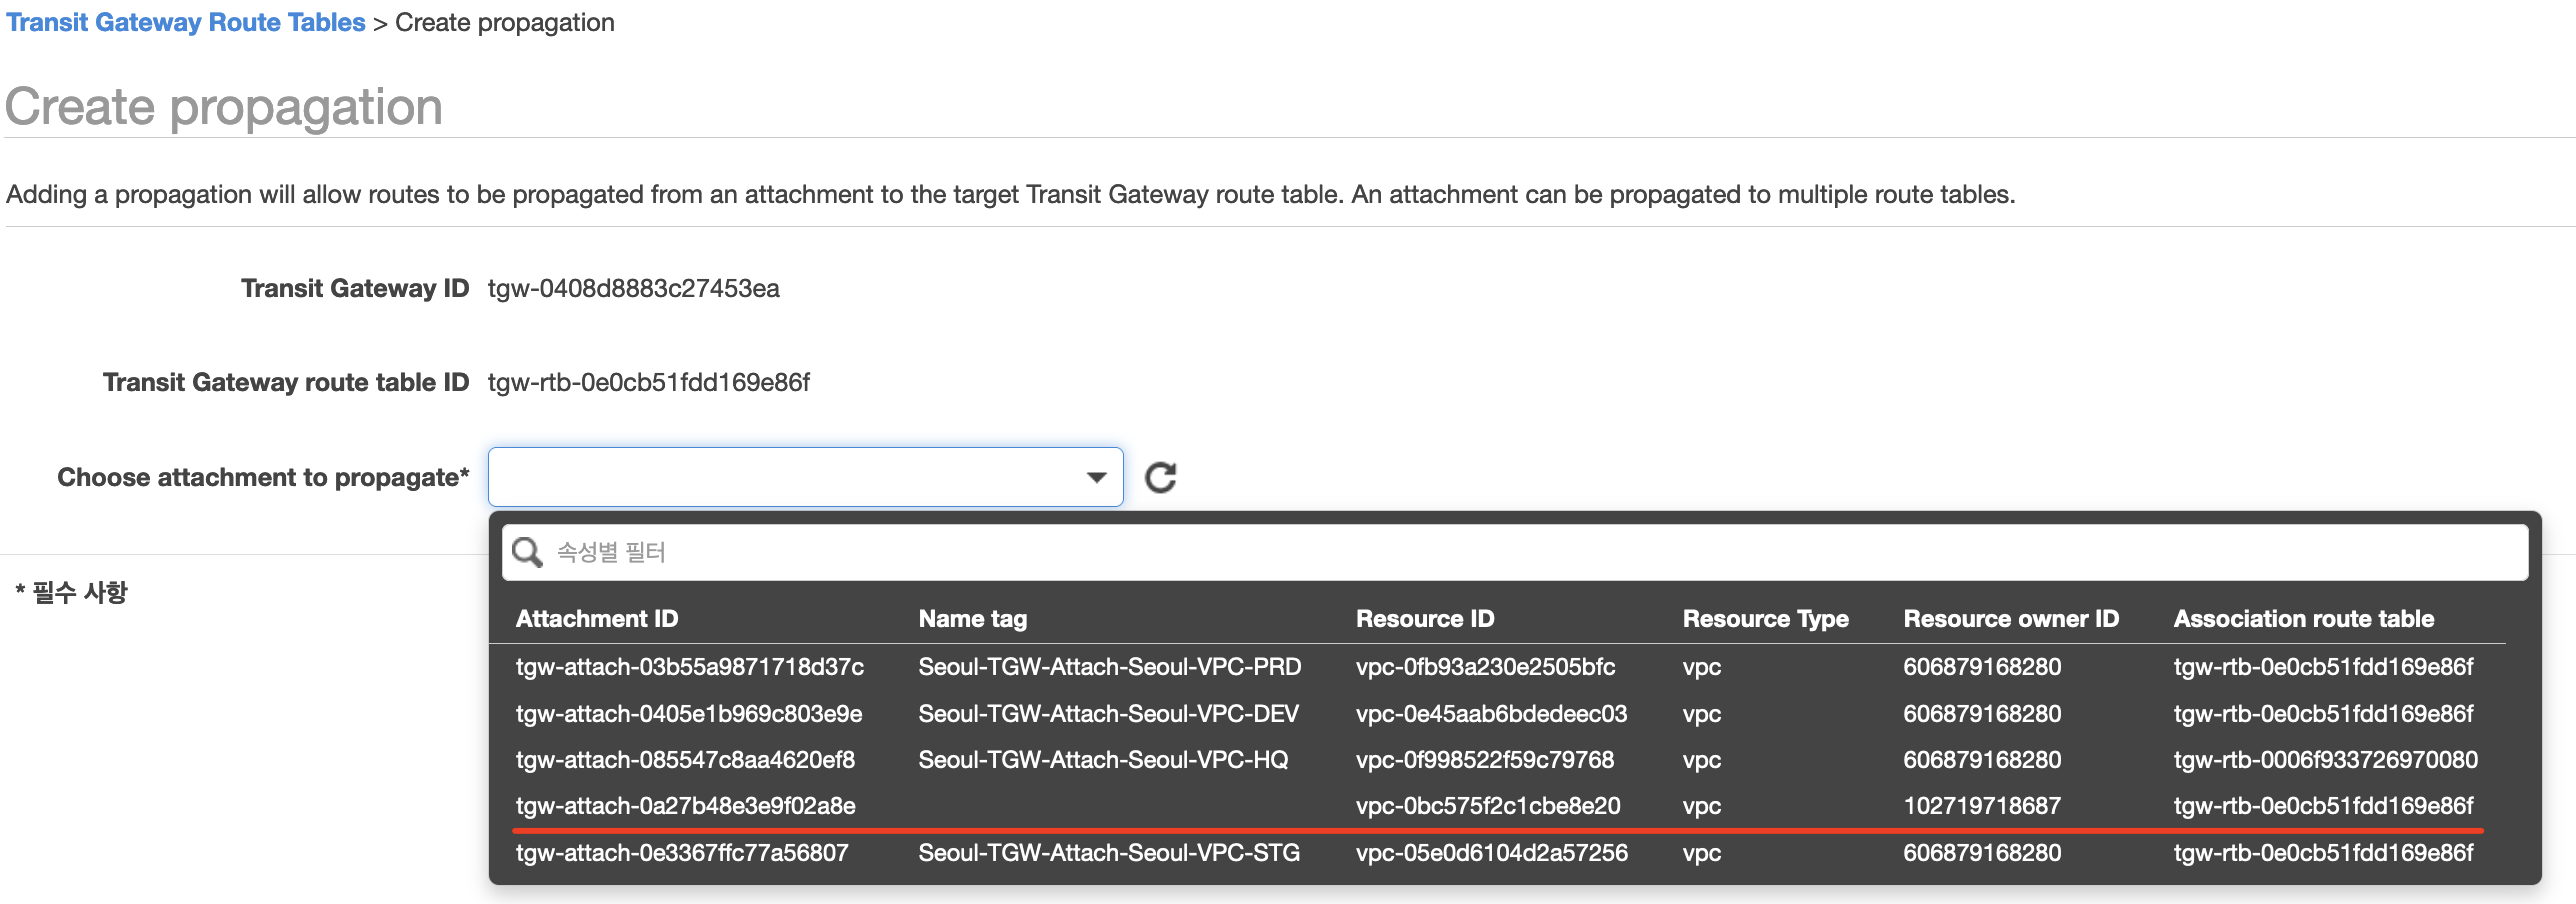 Transit Gateway Route Tables > Create propagation
Create propagation
Adding a propagation will allow routes to be propagated from an attachment to the target Transit Gateway route table. An attachment can be propagated to multiple route tables.
Transit Gateway ID tgw-0408d8883c27453ea
Transit Gateway route table ID tgw-rtb-0e0cb51fdd169e86f
Choose attachment to propagate*
속성별 필터
* 필수 사항
Attachment ID Name tag Resource ID Resource Type Resource owner ID Association route table
tgw-attach-03b55a9871718d37c Seoul-TGW-Attach-Seoul-VPC-PRD vpc-0fb93a230e2505bfc vpc 606879168280 tgw-rtb-0e0cb51fdd169e86f
tgw-attach-0405e1b969c803e9e Seoul-TGW-Attach-Seoul-VPC-DEV vpc-0e45aab6bdedeec03 vpc 606879168280 tgw-rtb-0e0cb51fdd169e86f
tgw-attach-085547c8aa4620ef8 Seoul-TGW-Attach-Seoul-VPC-HQ vpc-0f998522f59c79768 vpc 606879168280 tgw-rtb-0006f933726970080
tgw-attach-0a27b48e3e9f02a8e vpc-0bc575f2c1cbe8e20 vpc 102719718687 tgw-rtb-0e0cb51fdd169e86f
tgw-attach-0e3367ffc77a56807 Seoul-TGW-Attach-Seoul-VPC-STG vpc-05e0d6104d2a57256 vpc 606879168280 tgw-rtb-0e0cb51fdd169e86f